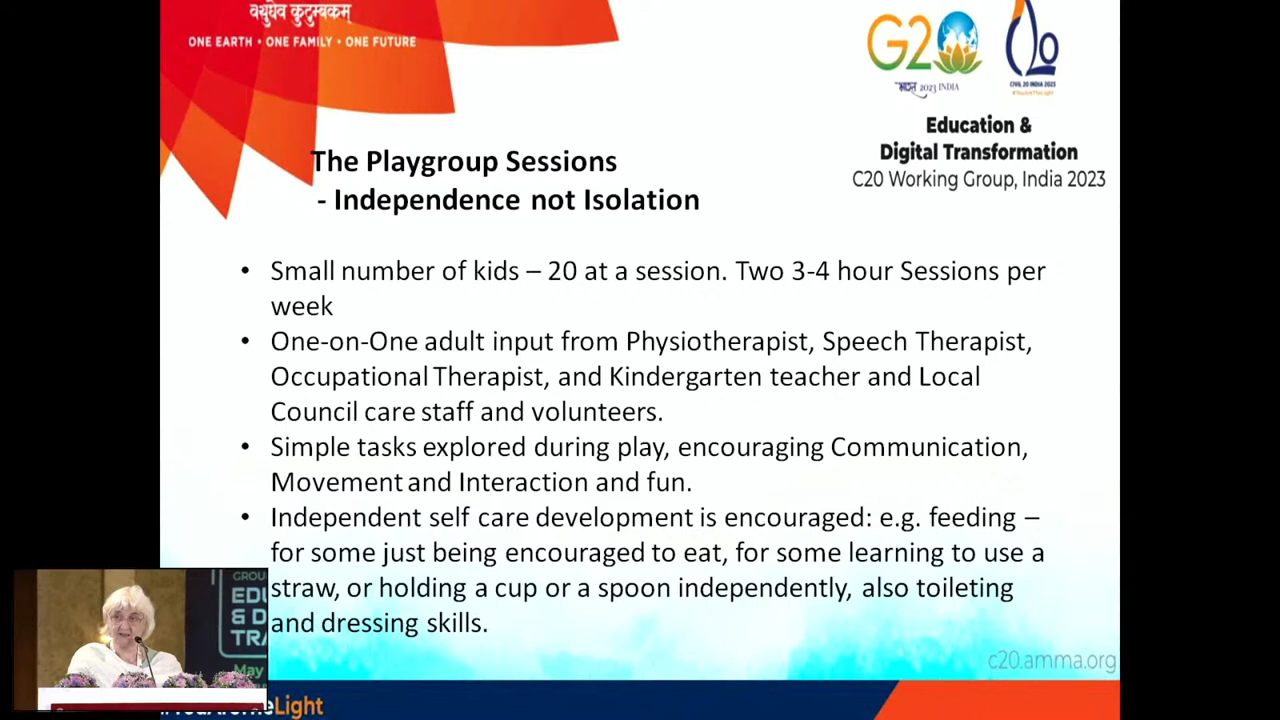 वसुधैव कुटुम्बकम्
ONE EARTH • ONE FAMILY • ONE FUTURE
G20
भारत 2023 INDIA
CIVIL 20 INDIA 2023
Education &
Digital Transformation
C20 Working Group, India 2023
The Playgroup Sessions
- Independence not Isolation
• Small number of kids – 20 at a session. Two 3-4 hour Sessions per
week
• One-on-One adult input from Physiotherapist, Speech Therapist,
Occupational Therapist, and Kindergarten teacher and Local
Council care staff and volunteers.
• Simple tasks explored during play, encouraging Communication,
Movement and Interaction and fun.
• Independent self care development is encouraged: e.g. feeding –
for some just being encouraged to eat, for some learning to use a
straw, or holding a cup or a spoon independently, also toileting
and dressing skills.
GROU
EDU
& D
TRA
May
c20.amma.org
Light